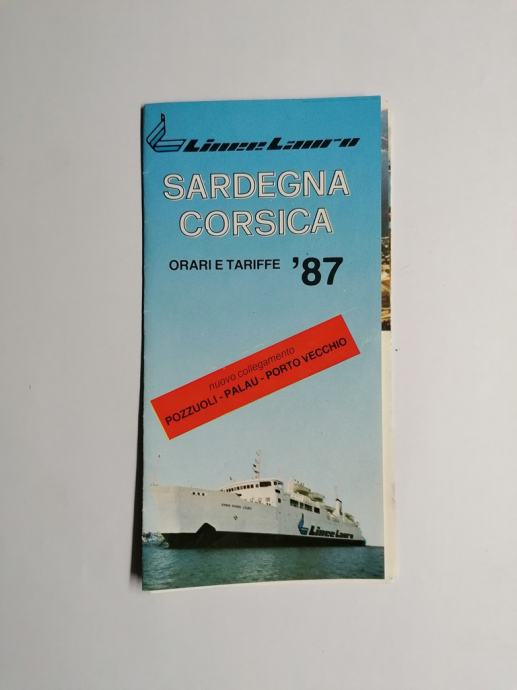 Linee Lauro
SARDEGNA
CORSICA
ORARI E TARIFFE '87
nuovo collegamento
POZZUOLI - PALAU - PORTO VECCHIO
Linee Lauro